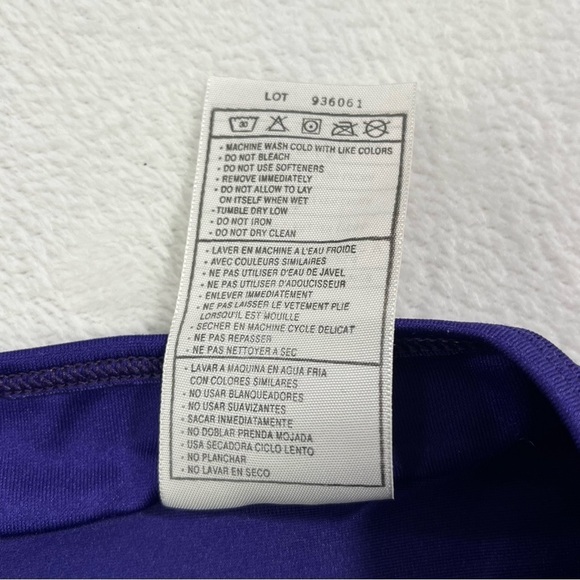 LOT 936061
30
- MACHINE WASH COLD WITH LIKE COLORS
- DO NOT BLEACH
- DO NOT USE SOFTENERS
- REMOVE IMMEDIATELY
- DO NOT ALLOW TO LAY
ON ITSELF WHEN WET
- TUMBLE DRY LOW
- DO NOT IRON
- DO NOT DRY CLEAN
- LAVER EN MACHINE A L'EAU FROIDE
- AVEC COULEURS SIMILAIRES
- NE PAS UTILISER D'EAU DE JAVEL
- NE PAS UTILISER D'ADOUCISSEUR
- ENLEVER IMMEDIATEMENT
- NE PAS LAISSER LE VETEMENT PLIE
LORSQU'IL EST MOUILLE
- SECHER EN MACHINE CYCLE DELICAT
- NE PAS REPASSER
- NE PAS NETTOYER A SEC
- LAVAR A MAQUINA EN AGUA FRIA
CON COLORES SIMILARES
- NO USAR BLANQUEADORES
- NO USAR SUAVIZANTES
- SACAR INMEDIATAMENTE
- NO DOBLAR PRENDA MOJADA
- USA SECADORA CICLO LENTO
- NO PLANCHAR
- NO LAVAR EN SECO